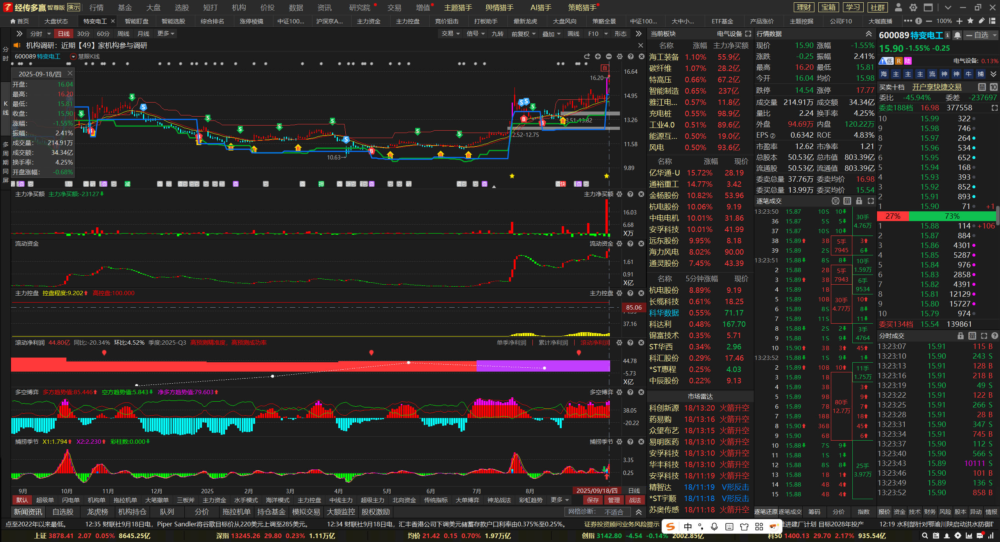 经传多赢 智尊版 演示 行情 基金 大盘 选股 短打 机构 价投 数据 资讯 研究院 交易 增值 主题猎手 舆情猎手 AI猎手 策略猎手 理财 宝箱 学习 社群
首页 大盘状态 特变电工 智能盯盘 智能选股 综合排名 涨停棱镜 中证100... 沪深京A... 主力资金 主力控盘 竞价狙击 打板助手 最新龙虎 大盘风向 策略全景 中证100... 大中小... ETF基金 产品涨价 主题挖掘 公司F10 大咖直播 100%
分时 日线 30分 60分 周线 月线 更多 交易 信号 九转 前复权 叠加 画线 F10 形态
机构调研：近期【49】家机构参与调研
分时
K线
多周期同屏
600089 特变电工 慧眼K线
2025-09-18/四
开盘: 16.04
最高: 16.20
最低: 15.81
收盘: 15.90
涨幅: -1.55%
振幅: 2.41%
成交量: 214.91万
成交额: 34.34亿
换手率: 4.25%
开盘涨幅: -0.68%
16.20
16.64
14.95
13.26
11.58
9.89
10.63
3.51-13.82
2.52-12.75
主力净买额 主力净买额:-23127 主力净买额
16.03
6.68
X万
流动资金 流动资金
1.61
0.91
X亿
主力控盘 控盘程度:9.202 高控盘:100.000 主力控盘
85.06
37.16
滚动净利润 44.80亿 同比:-20.34% 环比:4.52% 季度:2025-Q3 高预测精准度，高预测成功率 单季净利润 累计净利润 滚动净利润
44.78
-5.73
X亿
多空博弈 多方趋势值:85.446 空方趋势值:5.843 净多方趋势值:79.603 多空博弈
38.05
-20.22
捕捞季节 X1:1.794 X2:2.230 彩柱数:0.000 捕捞季节
3.35
0.25
9月 10月 11月 12月 2025 2月 3月 4月 5月 6月 7月 8月 2025/09/18/四 日线
默认 超级单 闪电单 机构单 拖拉机单 大笔撤单 三板斧 主力资金 水手模式 海洋模式 主力控盘 中线主力 超级主力 北向资金 传统指标 大单博弈 神龙战法 彩虹趋势 更多 保存 管理 战法
新闻资讯 自选股 龙虎榜 机构持仓 队列 分价 拖拉机单 持仓基金 模拟交易 大额监控 股权激励 网格诊断: 不适合
当前板块 电气设备
名称 涨幅 主力净买额
海工装备 1.10% 55.9亿
碳纤维 1.07% 28.2亿
特高压 0.66% 67.2亿
智能制造 0.65% 237亿
雅江电... 0.57% 11.8亿
充电桩 0.55% 98.9亿
工业4.0 0.51% 89.6亿
能源互... 0.50% 19.0亿
风电 0.50% 93.6亿
名称 涨幅 现价
亿华通-U 15.72% 28.19
通裕重工 14.77% 3.42
金杨股份 10.82% 53.96
杭电股份 10.06% 9.19
中电电机 10.01% 31.86
安孚科技 10.01% 41.99
远东股份 9.95% 8.18
海力风电 8.02% 90.00
通灵股份 7.45% 43.39
名称 5分钟涨幅 现价
杭电股份 8.89% 9.19
长缆科技 0.61% 18.25
科华数据 0.55% 71.17
科达利 0.48% 167.70
锦富技术 0.35% 5.71
ST华西 0.34% 2.96
科汇股份 0.29% 17.46
*ST惠程 0.25% 4.03
中辰股份 0.22% 9.13
市场雷达
科创新源 18/13:20 火箭升空
药易购 18/13:16 火箭升空
众望布艺 18/13:15 火箭升空
易明医药 18/13:10 火箭升空
安孚科技 18/13:10 火箭升空
华丰科技 18/13:10 火箭升空
安孚科技 18/11:19 火箭升空
精智达 18/11:19 V形反击
*ST宇顺 18/11:18 V形反击
苏奥传感 18/11:18 火箭升空
行情数据
现价 15.90 涨幅 -1.55%
涨跌 -0.25 振幅 2.41%
最高 16.20 最低 15.81
今开 16.04 均价 15.98
跌停 14.54 涨停 17.77
成交量 214.91万 成交额 34.34亿
量比 2.24 换手率 4.25%
外盘 94.69万 内盘 120.22万
EPS② 0.6342 ROE 4.83%
市盈率 12.62 市净率 1.21
总股本 50.53亿 总市值 803.39亿
流通股 50.53亿 流通值 803.39亿
委卖总量 37.76万 委卖均价 16.98
委买总量 13.99万 委买均价 15.54
逐笔成交
13:23:50 15.87 10 S 10
36 15.87 5 S 5
37 15.87 10 S 10
38 15.89 3 B 3
39 15.89 2 S 6
13:23:51 15.88 8 S 8
2 15.88 2 B
3 15.89 3 B
4 15.89 1 B
5 15.89 10 B 10
6 15.89 8 S 8
7 15.89 11 S 11
8 15.88 2 S 2
9 15.88 1 S 9
10 15.90 3 B 3 45
13:23:52 15.88 1 S 9 1
2 15.89 10 B 10
3 15.89 1 B
4 15.89 3 B 3
5 15.89 9 B 9
6 15.89 7 B 7
7 15.89 18 B 18
8 15.90 36 B 45
9 15.90 6 B 6
10 15.88 7 S 9
11 15.88 1 S 1
12 15.88 8 S 8
13 15.88 1 B 1
14 15.88 4 B 4
15 15.88 4 B 4
30手
4.76万
5手
7945
10手
1.59万
5手
7943
6手
9534
30手
4.77万
3手
4764
11手
1.75万
80手
12.7万
25手
3.97万
逐笔还原 逐笔成交 筹码 分价 指数
600089 特变电工 自选
15.90 -1.55% -0.25
低 R 陆 电气设备: 0.13%
海 主 主 主 流 神 神 牛 捕
买卖十档 开户享快捷交易 量 10
委比 -45.94% 委差 -237697
委卖188档 16.98 377558
10 15.99 322
9 15.98 746
8 15.97 264
7 15.96 534
6 15.95 652
5 15.94 168
4 15.93 393
3 15.92 852
2 15.91 893
1 15.90 71 +1
27% 73%
1 15.88 114 +106
2 15.87 884
3 15.86 4301
4 15.85 5287
5 15.84 976
6 15.83 2858
7 15.82 4391
8 15.81 12129
9 15.80 15727
10 15.79 974
委买134档 15.54 139861
分时成交
13:23:07 15.91 115 B
13:23:10 15.90 243 S
13:23:13 15.91 128 B
13:23:16 15.91 218 B
13:23:19 15.90 49 S
13:23:22 15.91 122 B
13:23:25 15.91 266 S
13:23:28 15.91 28 B
13:23:31 15.90 347 S
13:23:34 15.91 745 B
13:23:37 15.90 112 S
13:23:40 15.90 566 S
13:23:43 15.89 10111 S
13:23:46 15.90 101 B
13:23:49 15.89 136 S
13:23:52 15.90 858 B
报价 资金 技术 财务 风险 股本 异动 情报
点至2022年以来最低。 12:35 财联社9月18日电，Piper Sandler将谷歌目标价从220美元上调至285美元。 12:34 财联社9月18日电，汇丰香港公司下调美元储蓄存款户口利率由0.375%至0.25%。 证券投资顾问业务风险提示 中 进建厂计划 目标2028年投产 12:19 水利部针对鄂渝川陕启动洪水防御
上证 3878.41 2.07 0.05% 8645.25亿 深指 13245.26 29.80 0.23% 1.11万亿 均价 21.42 0.15 0.70% 1.97万亿 创指 3142.80 -4.54 -0.14% 2002.85亿 科50 1400.13 29.70 2.17% 935.54亿